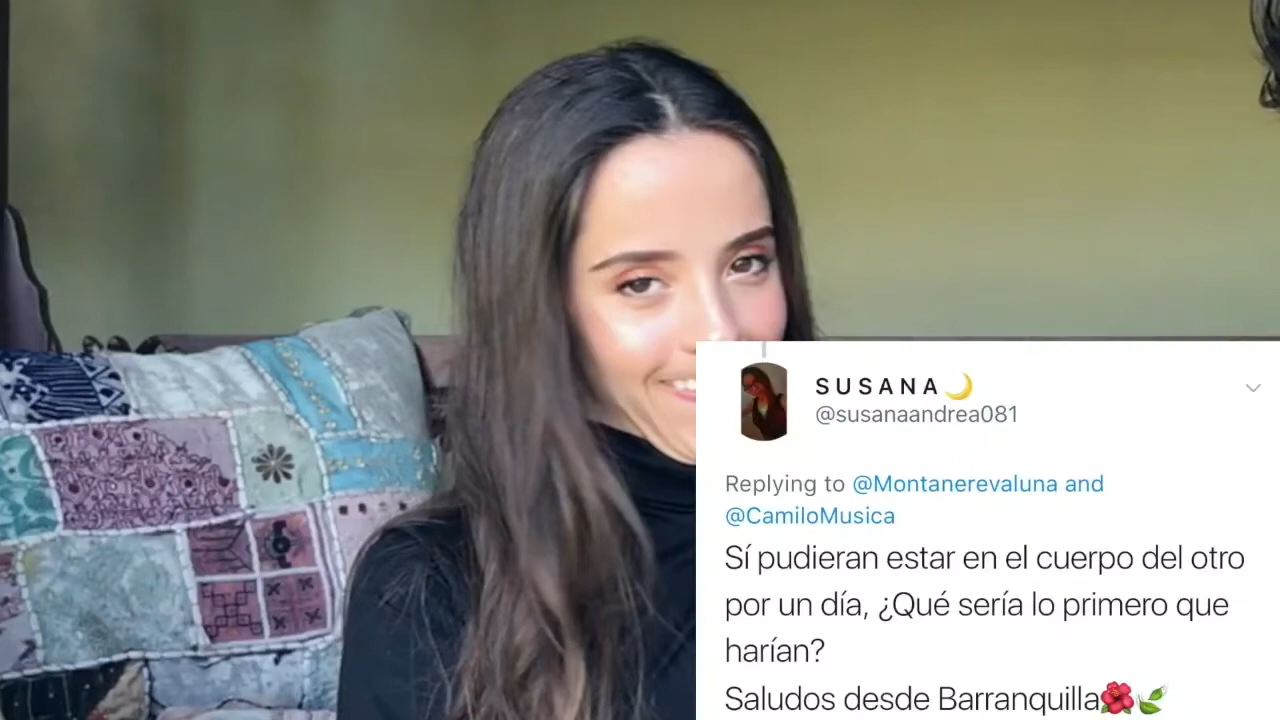 SUSANA🌙
@susanaandrea081
Replying to @Montanerevaluna and
@CamiloMusica
Sí pudieran estar en el cuerpo del otro
por un día, ¿Qué sería lo primero que
harían?
Saludos desde Barranquilla🌺🌿